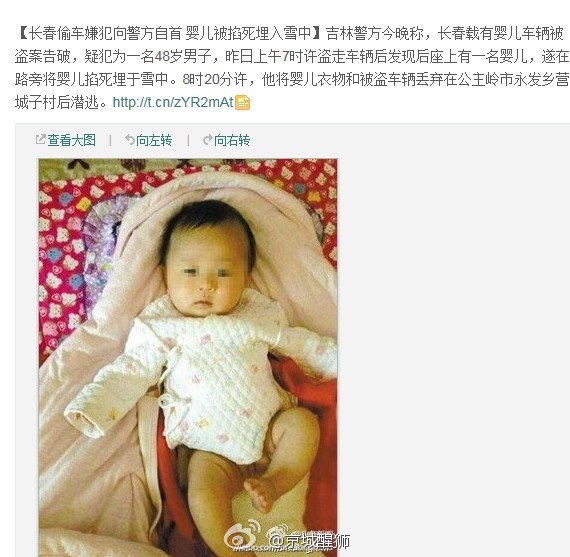 【长春偷车嫌犯向警方自首 婴儿被掐死埋入雪中】吉林警方今晚称，长春载有婴儿车辆被
盗案告破，疑犯为一名48岁男子，昨日上午7时许盗走车辆后发现后座上有一名婴儿，遂在
路旁将婴儿掐死埋于雪中。8时20分许，他将婴儿衣物和被盗车辆丢弃在公主岭市永发乡营
城子村后潜逃。http://t.cn/zYR2mAt
查看大图 | 向左转 | 向右转
@京城醒狮